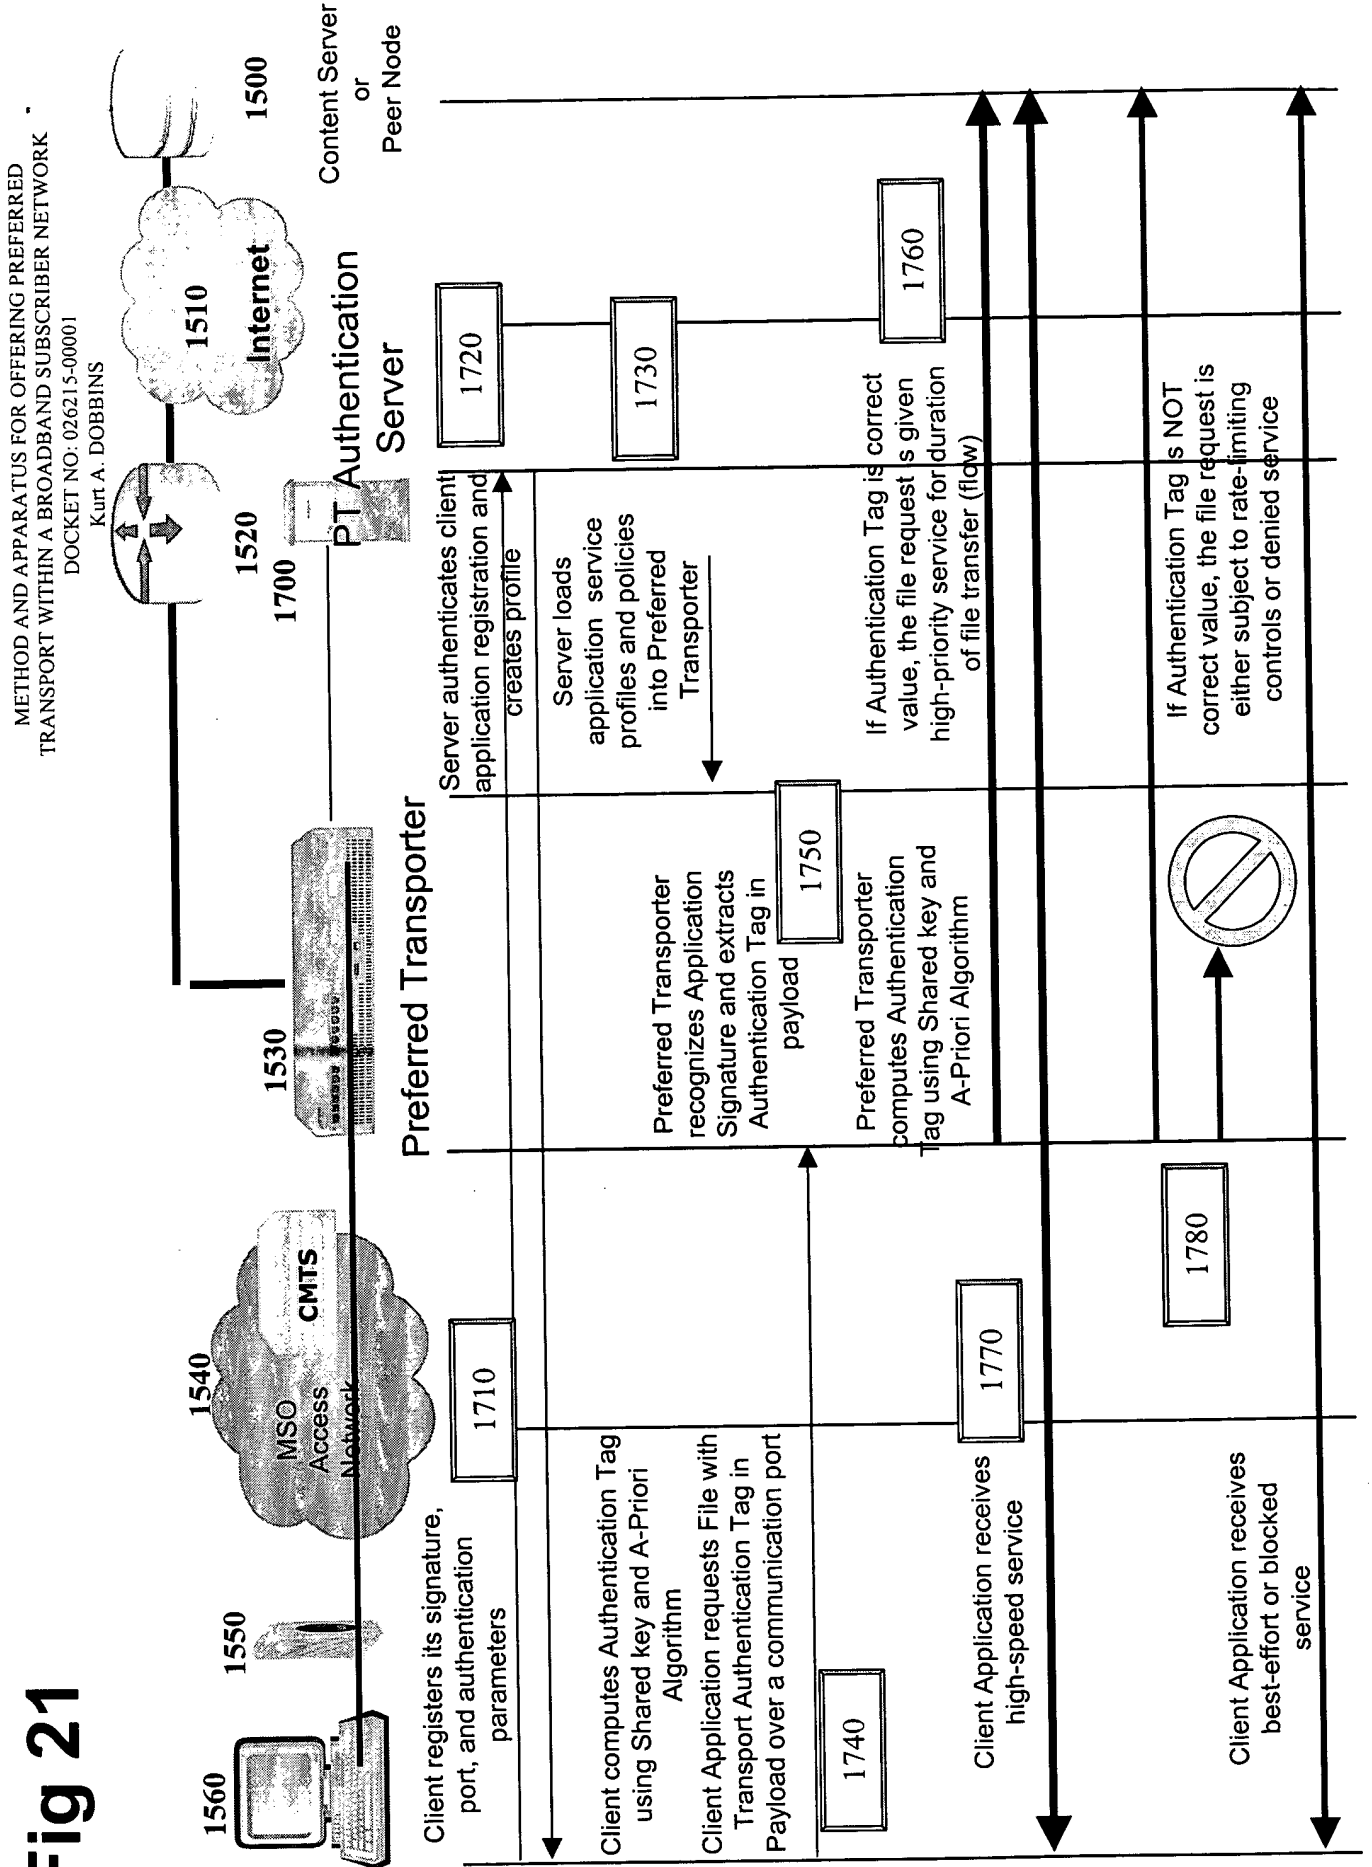 METHOD AND APPARATUS FOR OFFERING PREFERRED
TRANSPORT WITHIN A BROADBAND SUBSCRIBER NETWORK
DOCKET NO: 026215-00001
Kurt A. DOBBINS
Fig 21
1560
1550
1540
MSO
Access
Network
CMTS
1530
Preferred Transporter
1520
1700
PT Authentication
Server
1510
Internet
1500
Content Server
or
Peer Node
Client registers its signature,
port, and authentication
parameters
1710
Server authenticates client
application registration and
creates profile
1720
Server loads
application service
profiles and policies
into Preferred
Transporter
1730
Client computes Authentication Tag
using Shared key and A-Priori
Algorithm
Client Application requests File with
Transport Authentication Tag in
Payload over a communication port
1740
Preferred Transporter
recognizes Application
Signature and extracts
Authentication Tag in
payload
1750
Preferred Transporter
computes Authentication
Tag using Shared key and
A-Priori Algorithm
If Authentication Tag is correct
value, the file request is given
high-priority service for duration
of file transfer (flow)
1760
Client Application receives
high-speed service
1770
1780
If Authentication Tag is NOT
correct value, the file request is
either subject to rate-limiting
controls or denied service
Client Application receives
best-effort or blocked
service